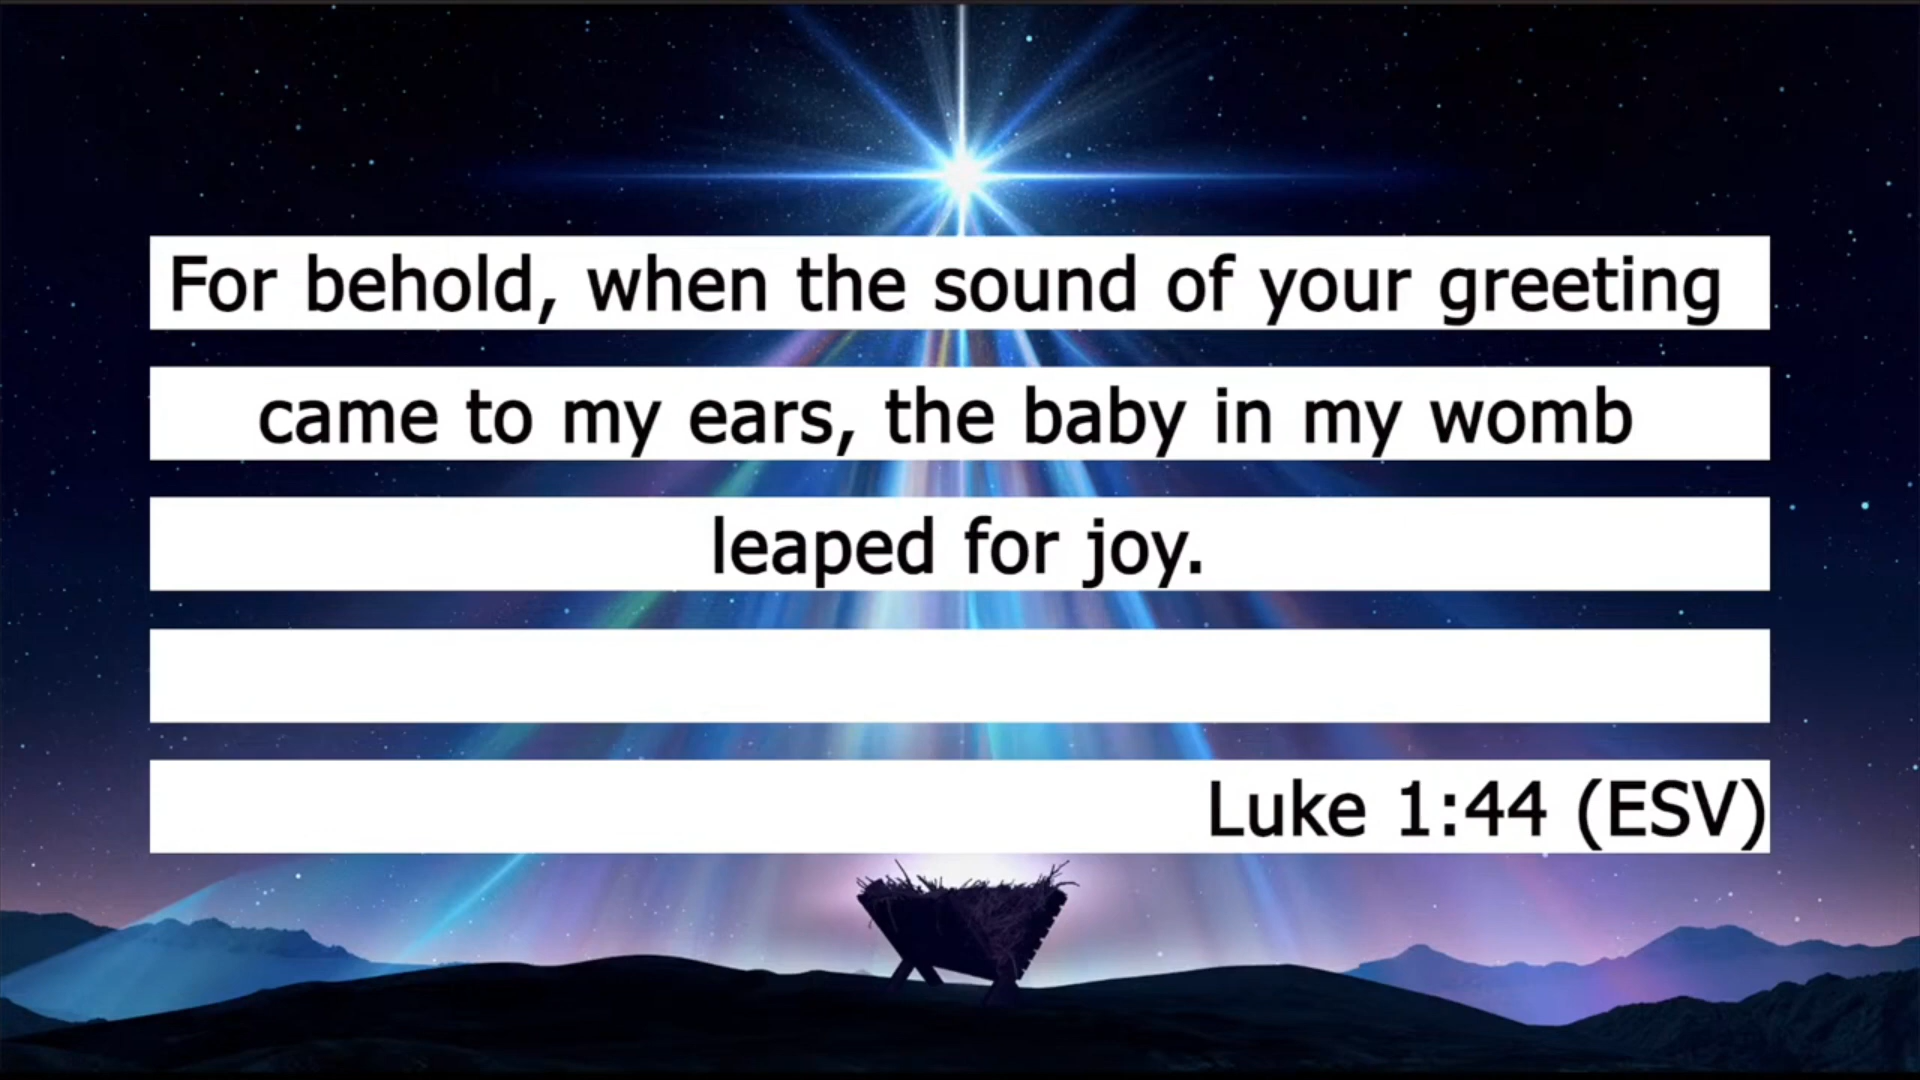 For behold, when the sound of your greeting
came to my ears, the baby in my womb
leaped for joy.
Luke 1:44 (ESV)